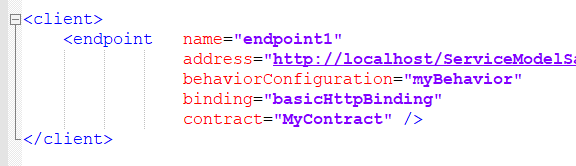 <client>
<endpoint name="endpoint1"
address="http://localhost/ServiceModelSa
behaviorConfiguration="myBehavior"
binding="basicHttpBinding"
contract="MyContract" />
</client>